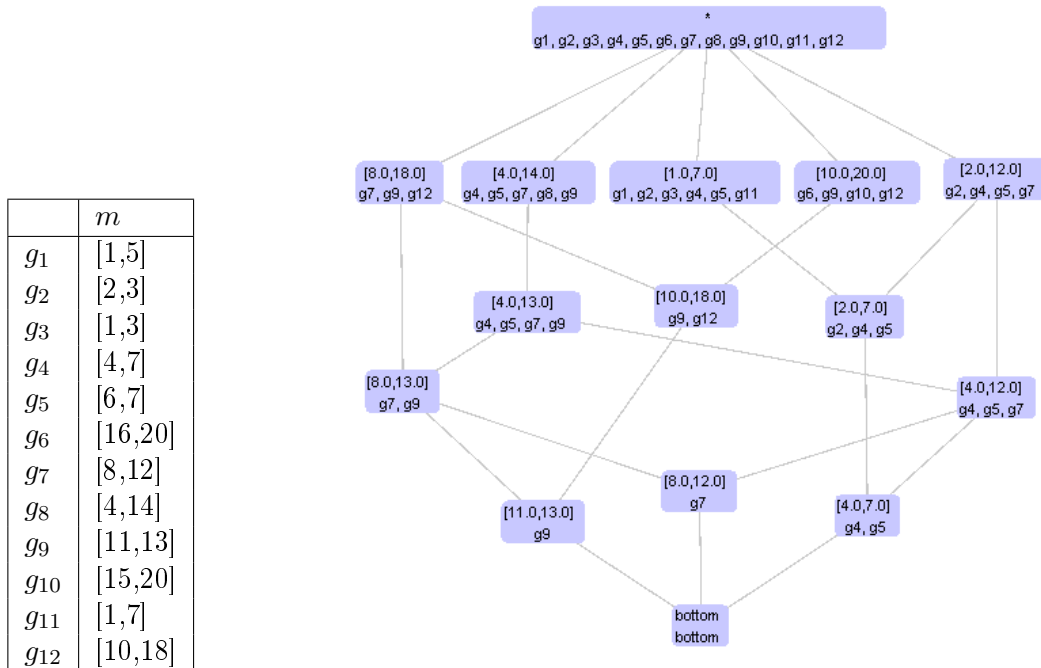 m
g1 [1,5]
g2 [2,3]
g3 [1,3]
g4 [4,7]
g5 [6,7]
g6 [16,20]
g7 [8,12]
g8 [4,14]
g9 [11,13]
g10 [15,20]
g11 [1,7]
g12 [10,18]
*
g1, g2, g3, g4, g5, g6, g7, g8, g9, g10, g11, g12
[8.0,18.0]
g7, g9, g12
[4.0,14.0]
g4, g5, g7, g8, g9
[1.0,7.0]
g1, g2, g3, g4, g5, g11
[10.0,20.0]
g6, g9, g10, g12
[2.0,12.0]
g2, g4, g5, g7
[4.0,13.0]
g4, g5, g7, g9
[10.0,18.0]
g9, g12
[2.0,7.0]
g2, g4, g5
[8.0,13.0]
g7, g9
[4.0,12.0]
g4, g5, g7
[8.0,12.0]
g7
[11.0,13.0]
g9
[4.0,7.0]
g4, g5
bottom
bottom